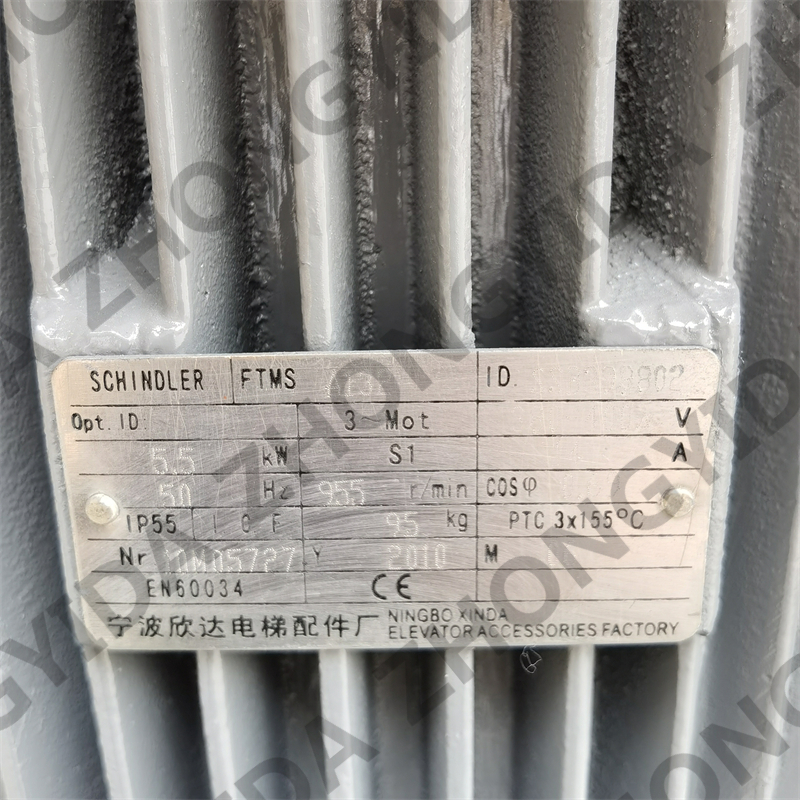 SCHINDLER FTMS ID.
Opt. ID: 3~Mot V
5.5 kW S1 A
50 Hz 955 r/min COSφ
IP55 95 kg PTC 3x155°C
Nr Y 2010 M
EN60034 CE
宁波欣达电梯配件厂 NINGBO XINDA
ELEVATOR ACCESSORIES FACTORY
ZHONGYIDA ZHONGYIDA